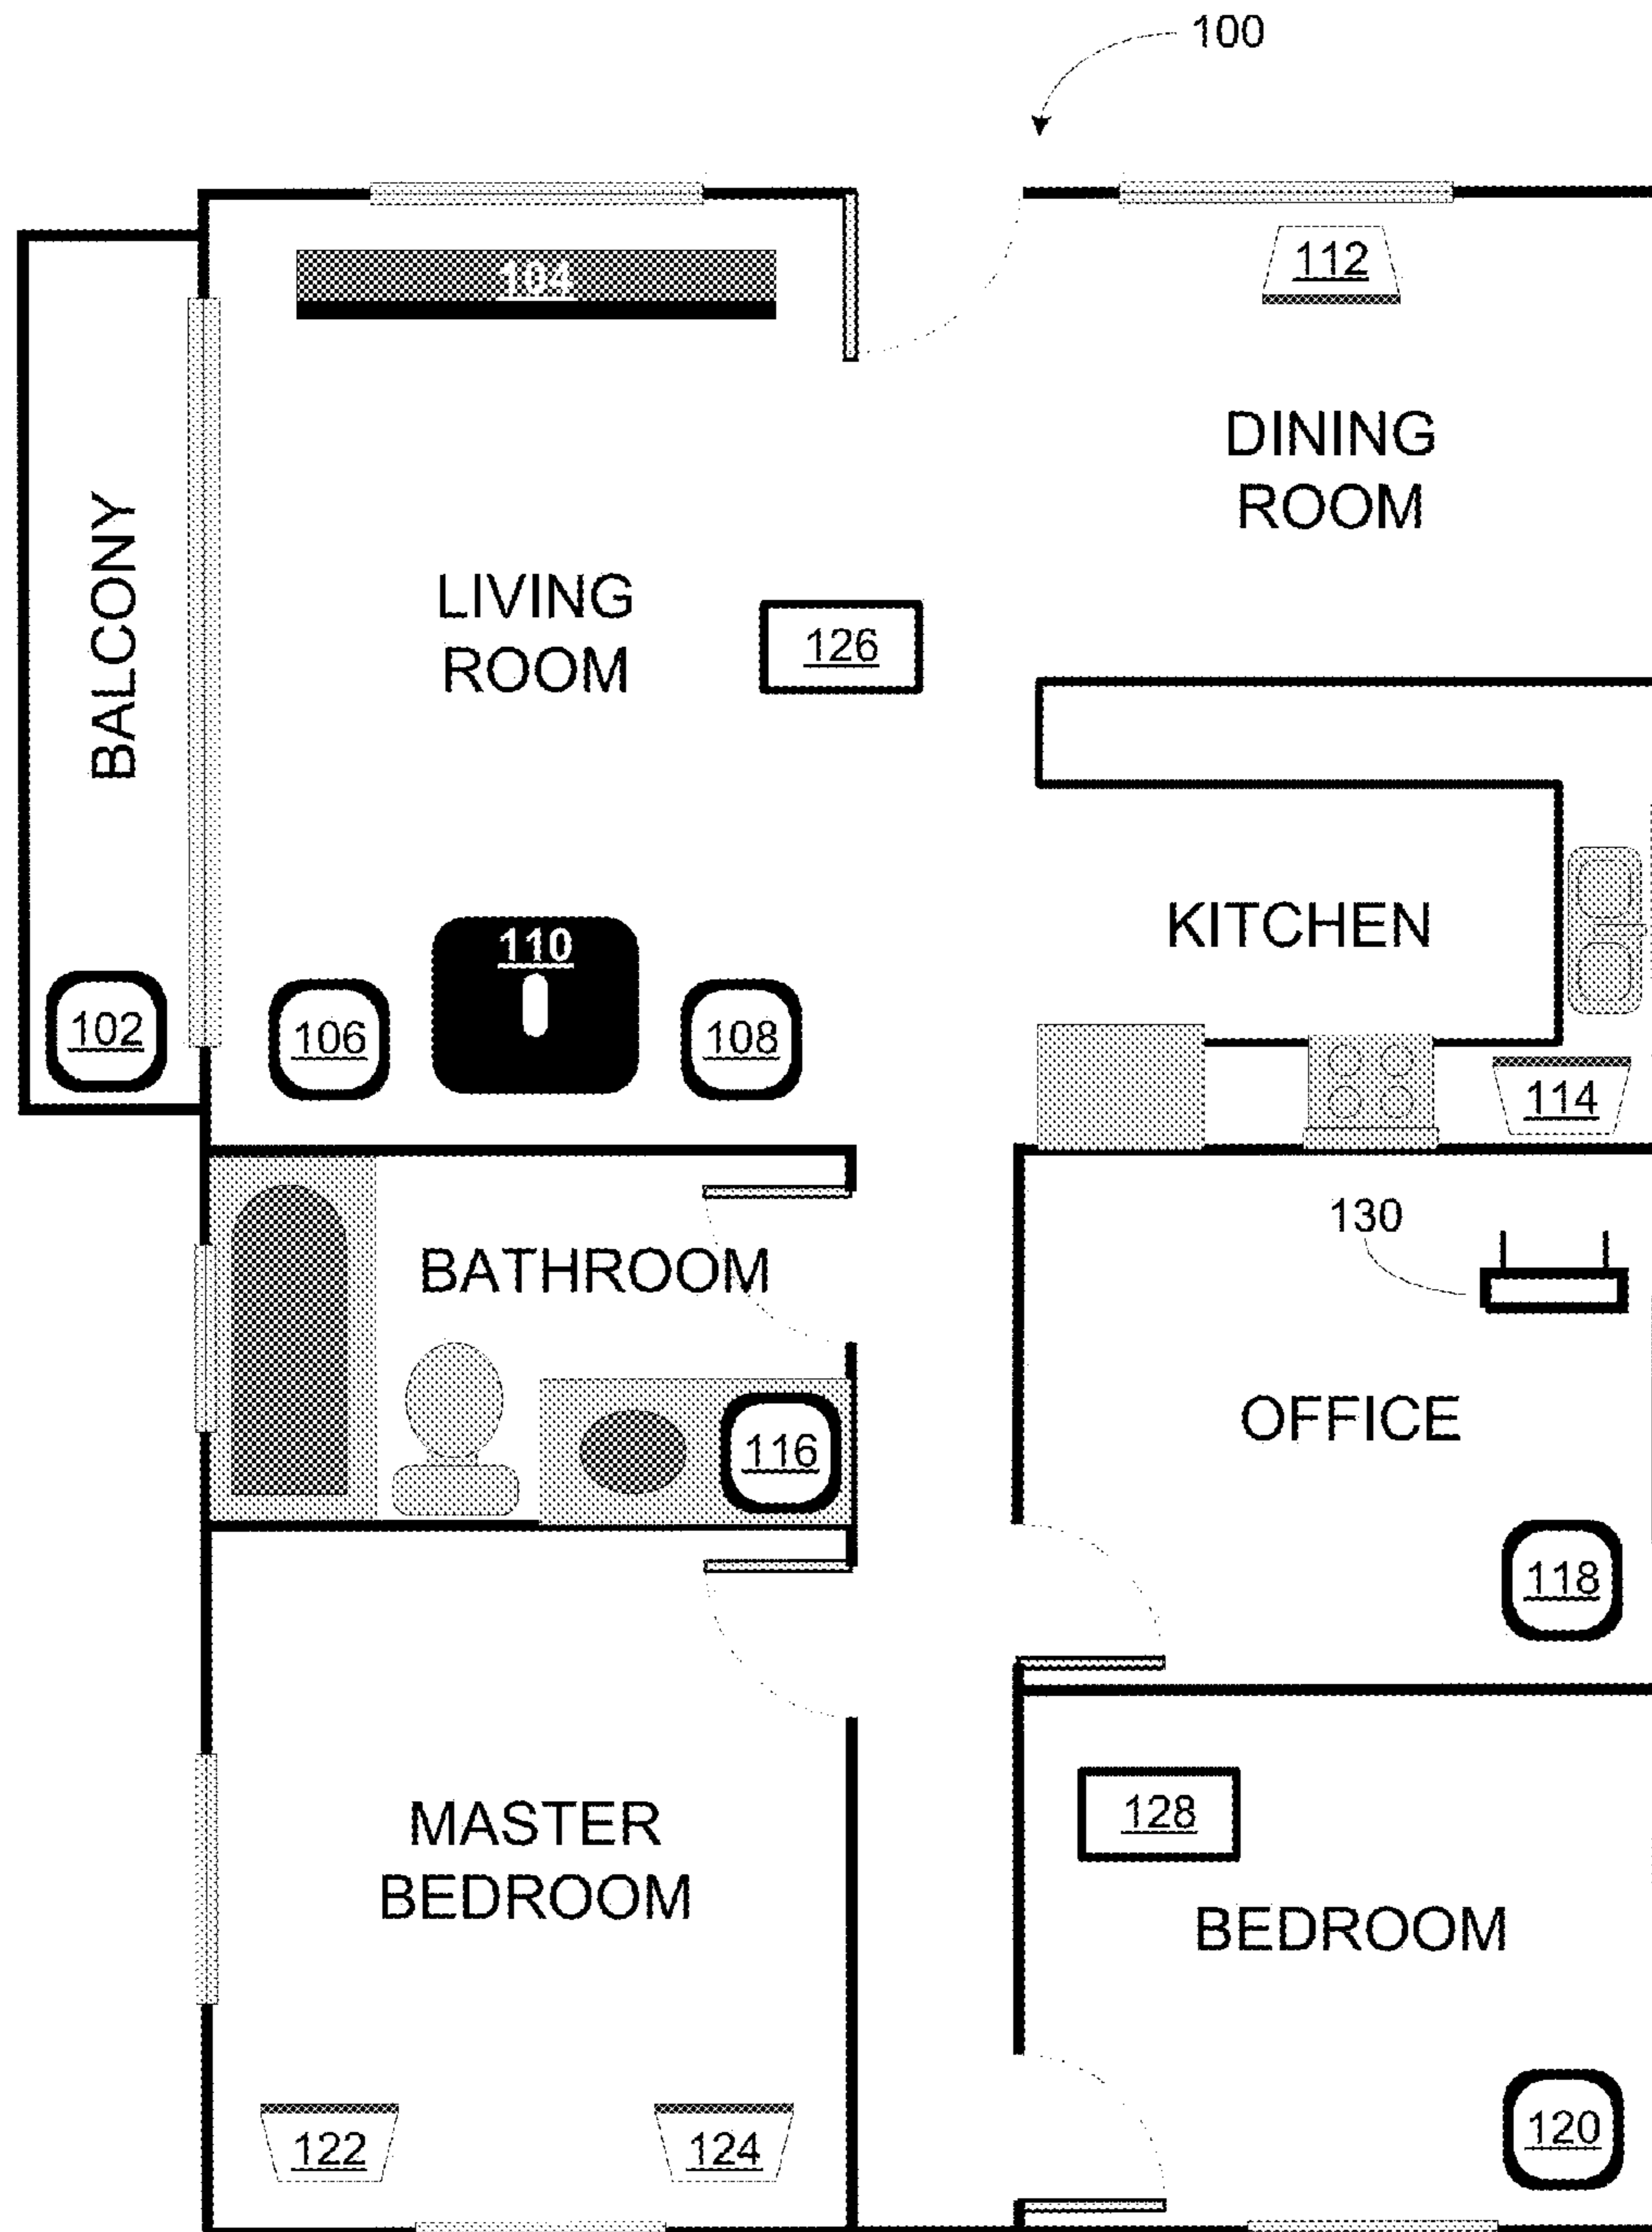 100
104
112
DINING
ROOM
BALCONY
LIVING
ROOM
126
KITCHEN
110
102
106
108
114
130
BATHROOM
OFFICE
116
118
MASTER
BEDROOM
128
BEDROOM
122
124
120